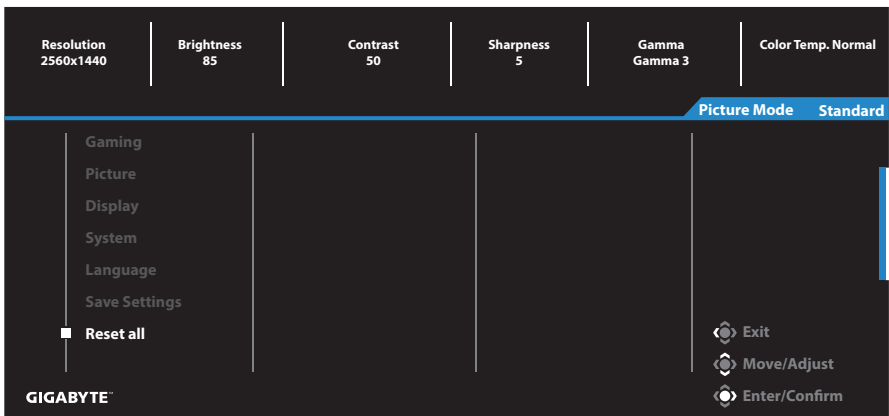 Resolution Brightness Contrast Sharpness Gamma Color Temp. Normal
2560x1440 85 50 5 Gamma 3
Picture Mode Standard
Gaming
Picture
Display
System
Language
Save Settings
Reset all
Exit
Move/Adjust
GIGABYTE™ Enter/Confirm